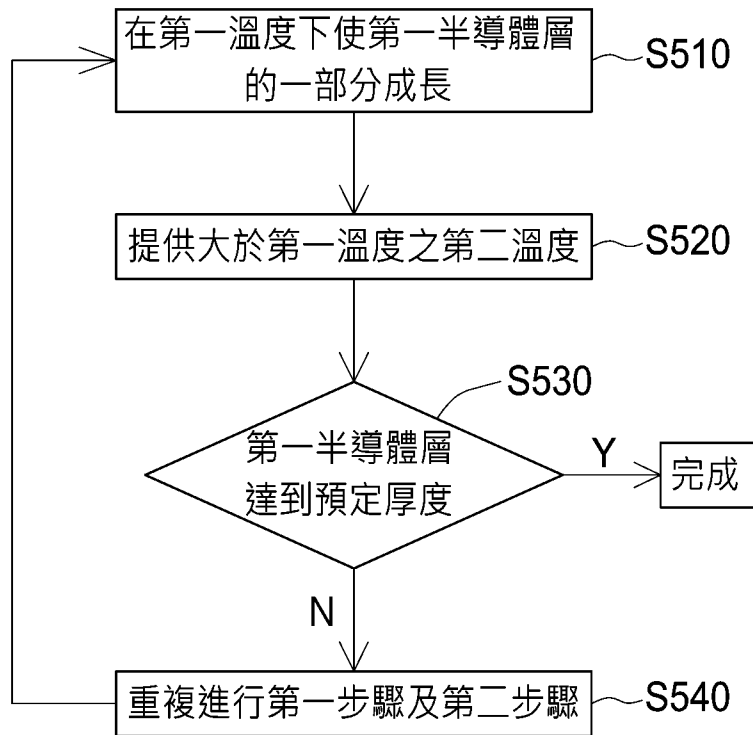 在第一溫度下使第一半導體層
的一部分成長
S510
提供大於第一溫度之第二溫度
S520
S530
第一半導體層
達到預定厚度
Y
完成
N
重複進行第一步驟及第二步驟
S540